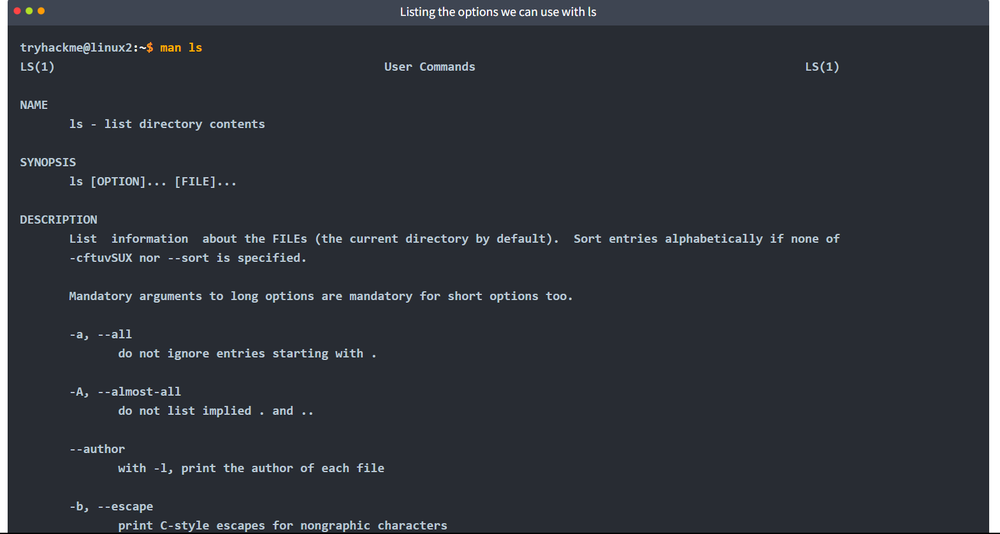 Listing the options we can use with ls
tryhackme@linux2:~$ man ls
LS(1)                                               User Commands                                               LS(1)
NAME
       ls - list directory contents
SYNOPSIS
       ls [OPTION]... [FILE]...
DESCRIPTION
       List  information  about the FILEs (the current directory by default).  Sort entries alphabetically if none of
       -cftuvSUX nor --sort is specified.
       Mandatory arguments to long options are mandatory for short options too.
       -a, --all
              do not ignore entries starting with .
       -A, --almost-all
              do not list implied . and ..
       --author
              with -l, print the author of each file
       -b, --escape
              print C-style escapes for nongraphic characters